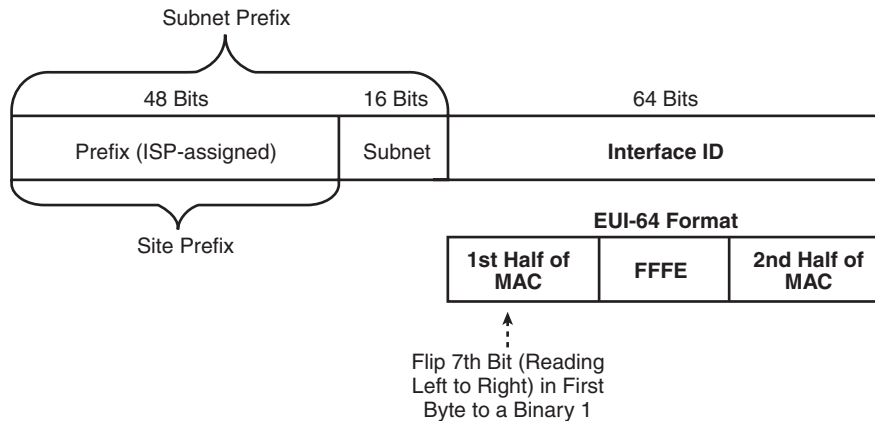 Subnet Prefix
48 Bits
16 Bits
64 Bits
Prefix (ISP-assigned)
Subnet
Interface ID
Site Prefix
EUI-64 Format
1st Half of
MAC
FFFE
2nd Half of
MAC
Flip 7th Bit (Reading
Left to Right) in First
Byte to a Binary 1